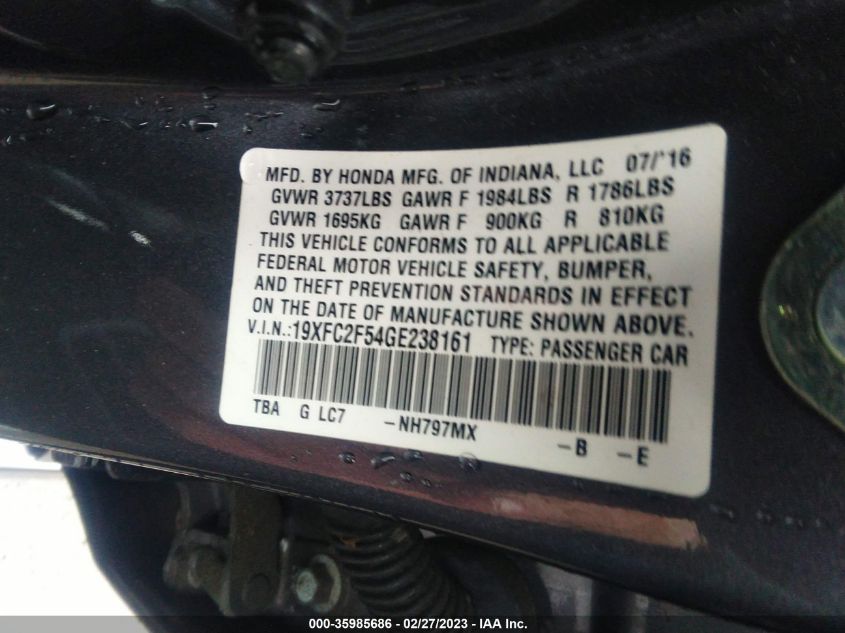 MFD. BY HONDA MFG. OF INDIANA, LLC 07/'16
GVWR 3737LBS GAWR F 1984LBS R 1786LBS
GVWR 1695KG GAWR F 900KG R 810KG
THIS VEHICLE CONFORMS TO ALL APPLICABLE
FEDERAL MOTOR VEHICLE SAFETY, BUMPER,
AND THEFT PREVENTION STANDARDS IN EFFECT
ON THE DATE OF MANUFACTURE SHOWN ABOVE.
V.I.N.:19XFC2F54GE238161 TYPE: PASSENGER CAR
TBA G LC7 -NH797MX -B -E
000-35985686 / 02/27/2023 / IAA Inc.